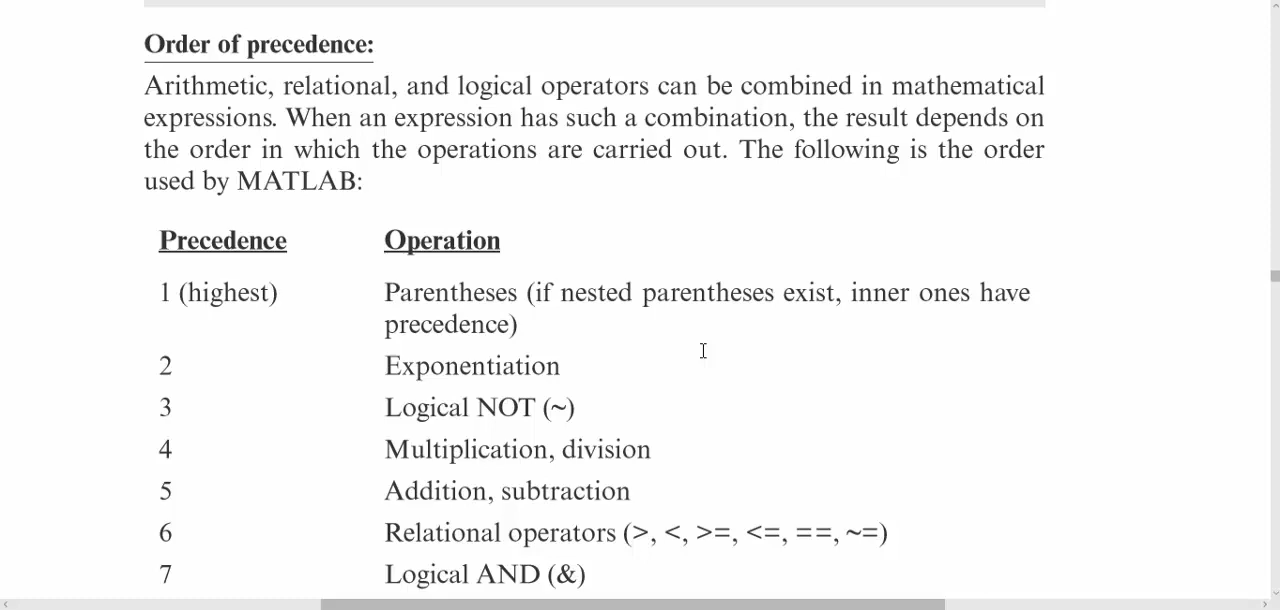 Order of precedence:
Arithmetic, relational, and logical operators can be combined in mathematical
expressions. When an expression has such a combination, the result depends on
the order in which the operations are carried out. The following is the order
used by MATLAB:
Precedence Operation
1 (highest) Parentheses (if nested parentheses exist, inner ones have
precedence)
2 Exponentiation
3 Logical NOT (~)
4 Multiplication, division
5 Addition, subtraction
6 Relational operators (>, <, >=, <=, ==, ~=)
7 Logical AND (&)